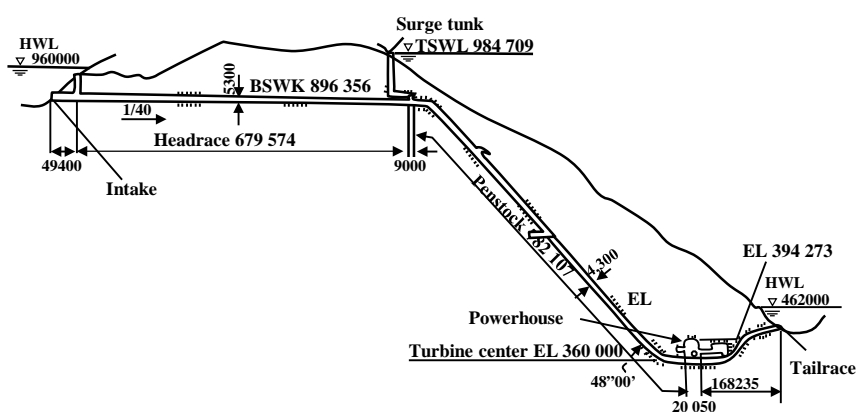 Surge tunk
HWL
960000
TSWL 984 709
5300
BSWK 896 356
1/40
Headrace 679 574
49400
9000
Intake
Penstock 782 107
EL 394 273
HWL
4,300
EL
462000
Powerhouse
Turbine center EL 360 000
Tailrace
48”00’
168235
20 050